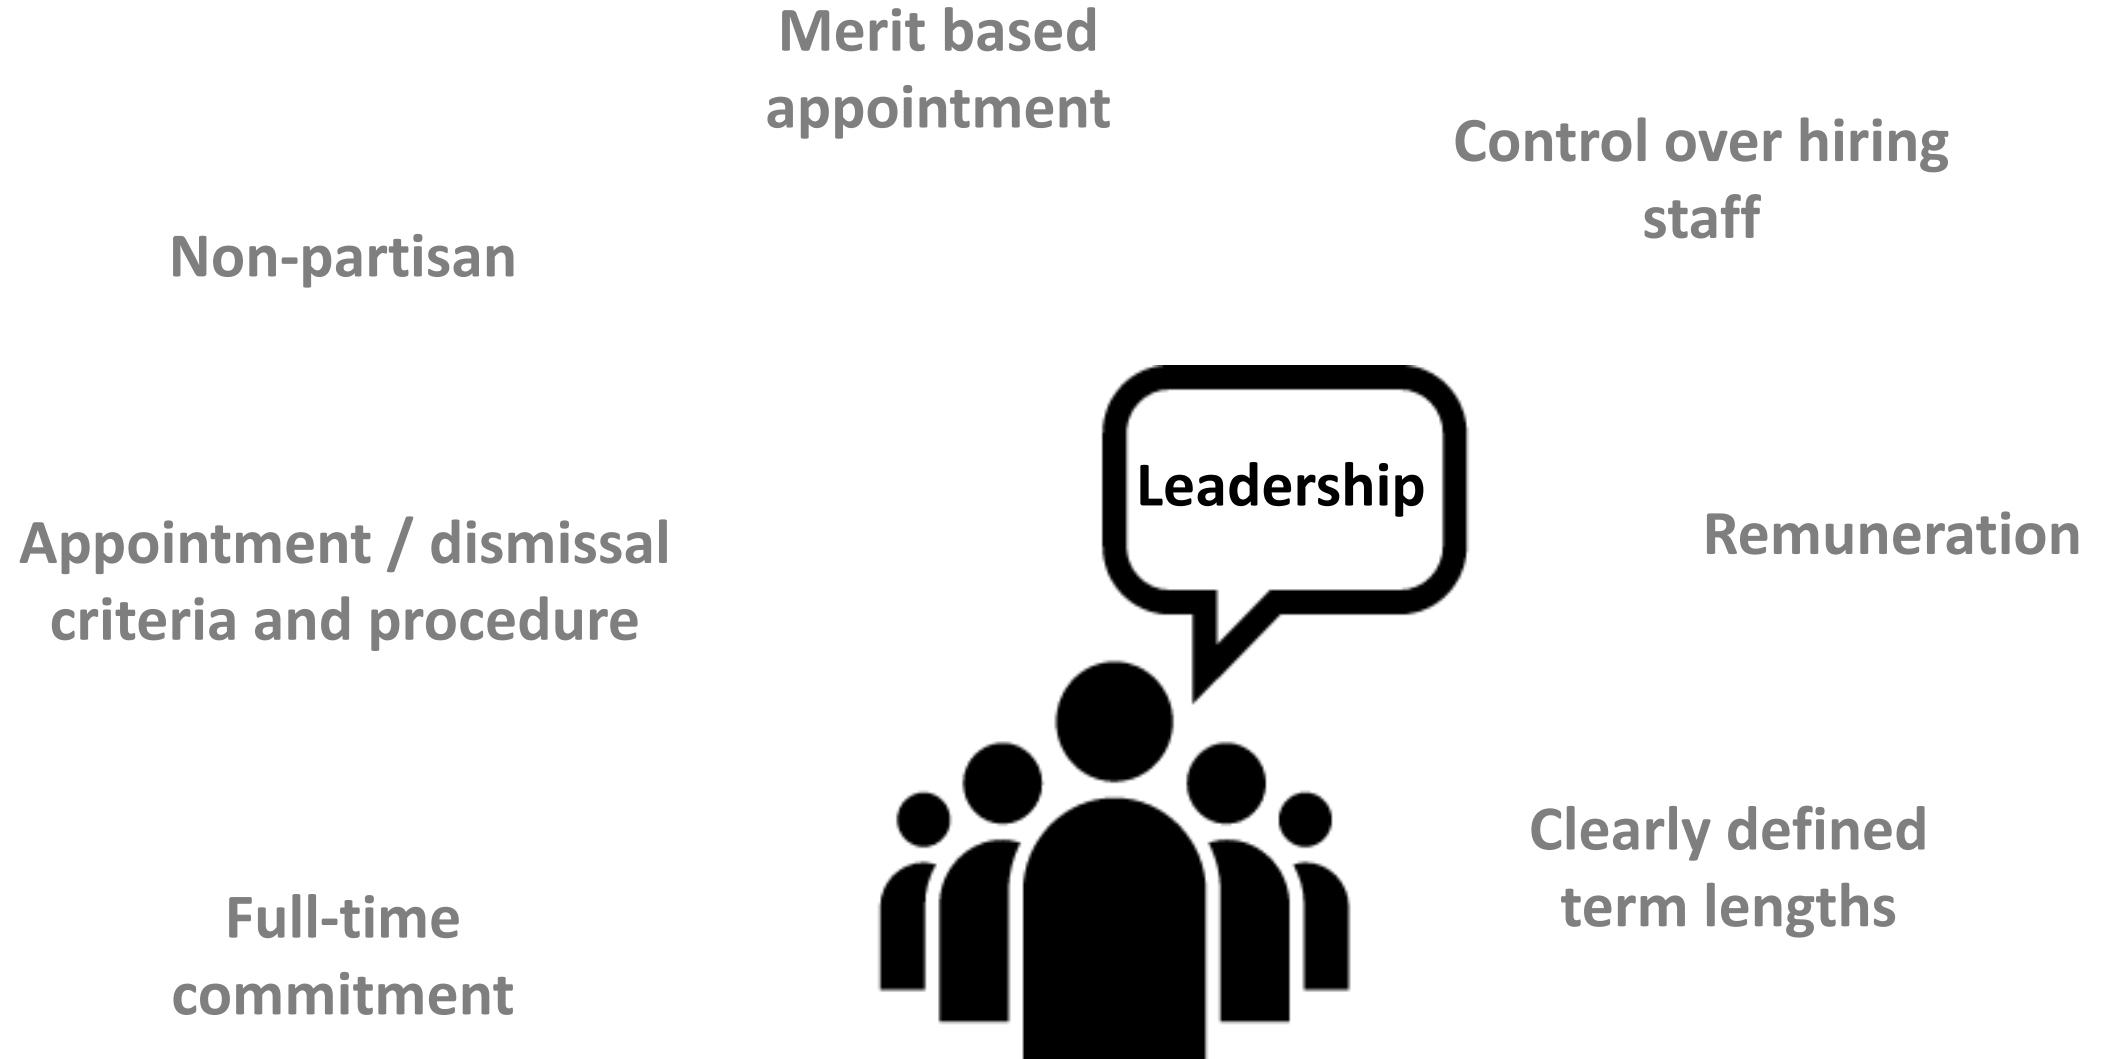 Merit based
appointment
Control over hiring
staff
Non-partisan
Leadership
Appointment / dismissal
criteria and procedure
Remuneration
Clearly defined
term lengths
Full-time
commitment